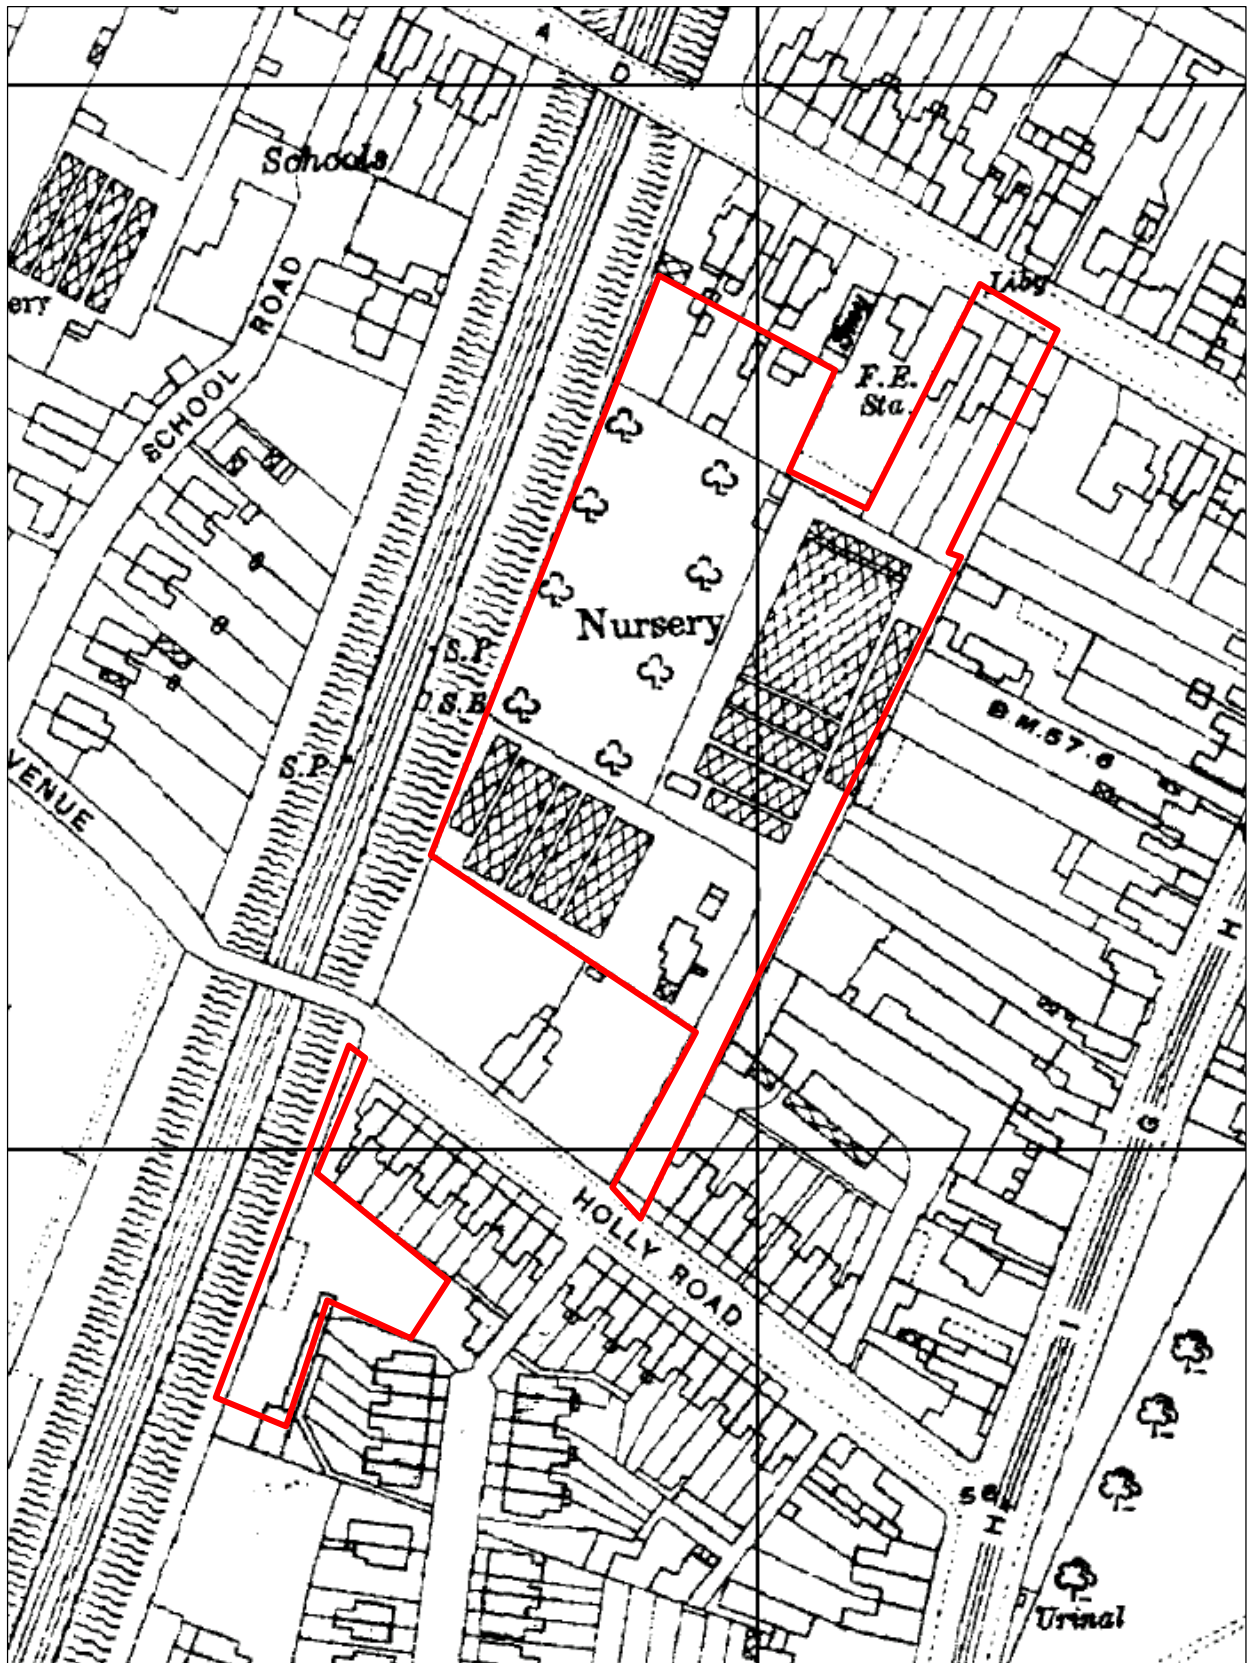 A
D
Schools
ROAD
SCHOOL
ery
Liby
F.E.
Sta.
Nursery
S.P.
S.B.
S.P.
B.M.57.6
VENUE
H
G
I
H
HOLLY ROAD
56
Urinal